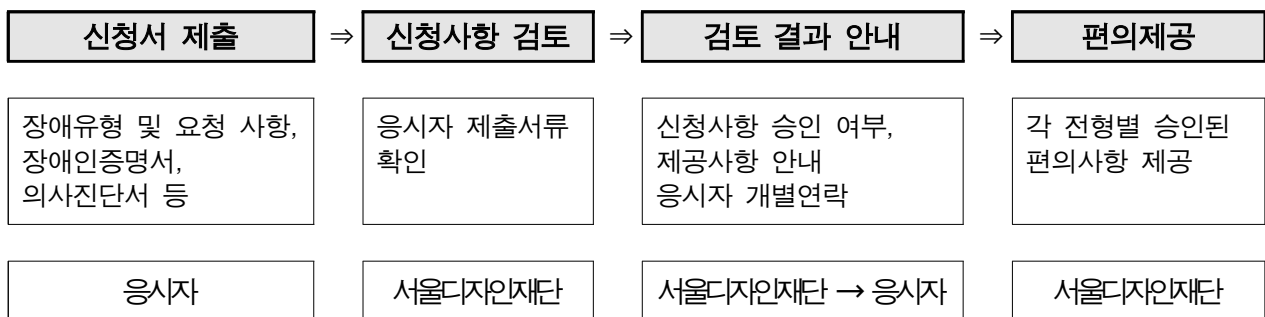 신청서 제출 ⇒ 신청사항 검토 ⇒ 검토 결과 안내 ⇒ 편의제공
장애유형 및 요청 사항,
장애인증명서,
의사진단서 등
응시자 제출서류
확인
신청사항 승인 여부,
제공사항 안내
응시자 개별연락
각 전형별 승인된
편의사항 제공
응시자
서울디자인재단
서울디자인재단 → 응시자
서울디자인재단